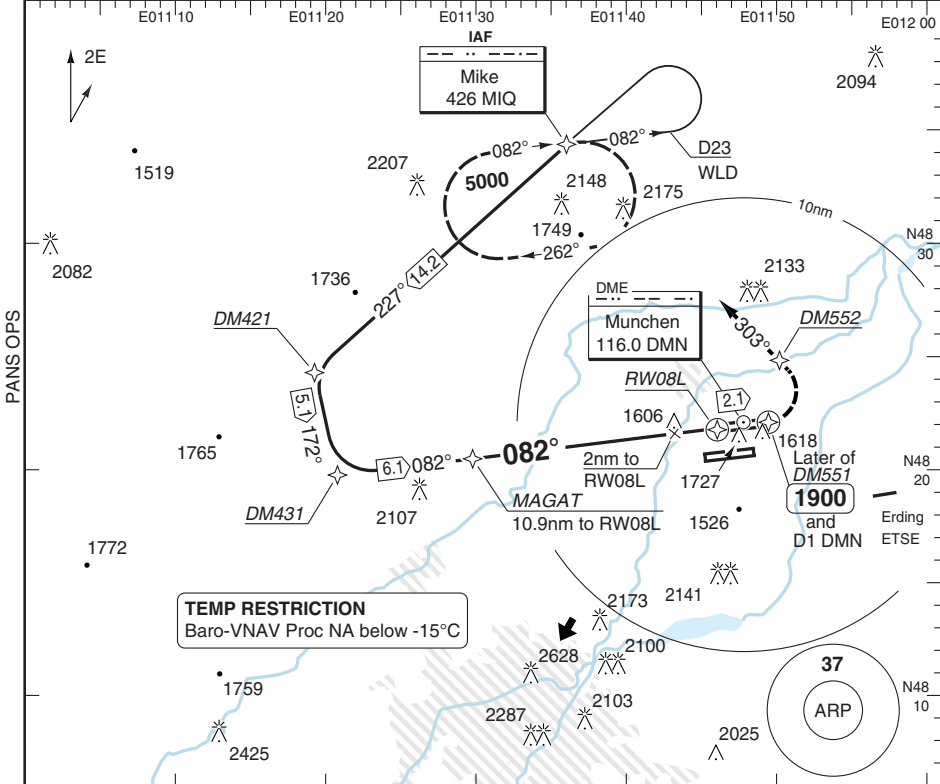 E011 10
E011 20
E011 30
E011 40
E011 50
E012 00
2E
IAF
Mike
426 MIQ
2094
082°
082°
D23
WLD
1519
2207
5000
2148
2175
1749
262°
10nm
N48
30
2082
1736
227°
14.2
2133
DME
Munchen
116.0 DMN
303°
DM552
DM421
PANS OPS
RW08L
5.1
172°
2.1
1606
1618
1765
6.1
082°
082°
2nm to
RW08L
1727
Later of
DM551
1900
and
D1 DMN
N48
20
MAGAT
10.9nm to RW08L
DM431
2107
1526
Erding
ETSE
1772
2141
TEMP RESTRICTION
Baro-VNAV Proc NA below -15°C
2173
2628
2100
37
ARP
1759
2287
2103
N48
10
2425
2025